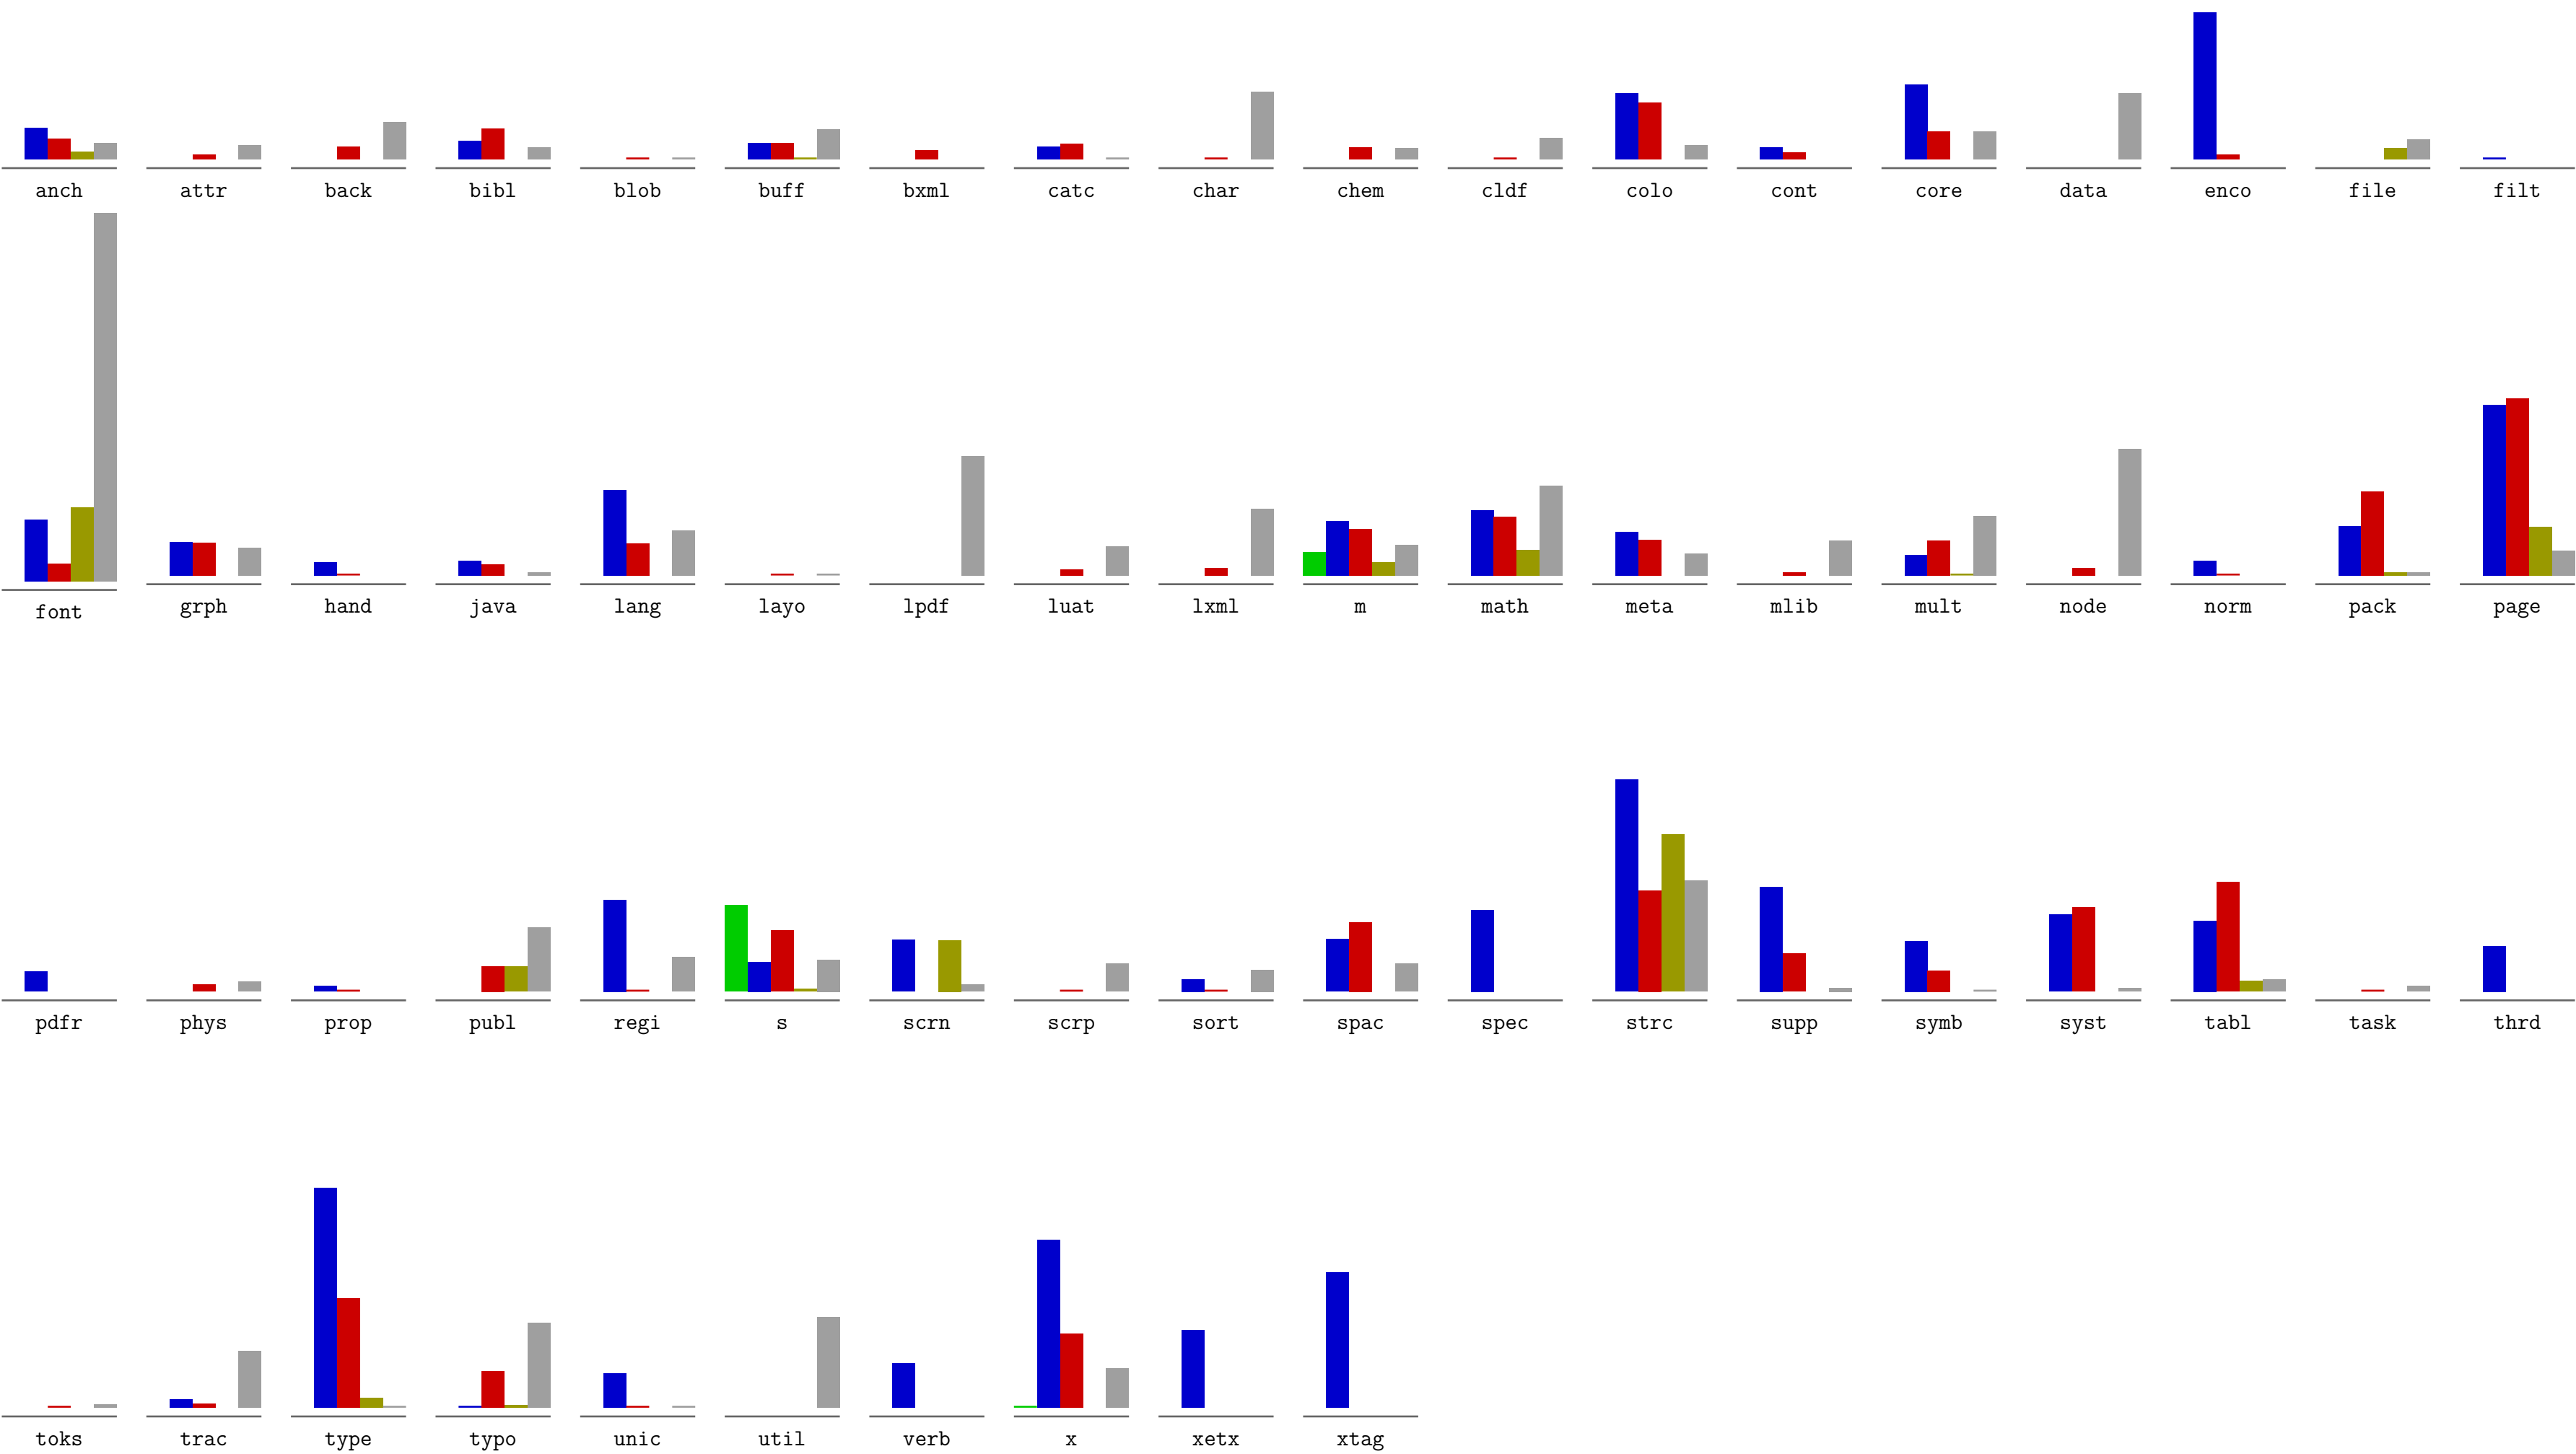 anch attr back bibl blob buff bxml catc char chem cldf colo cont core data enco file filt
font grph hand java lang layo lpdf luat lxml m math meta mlib mult node norm pack page
pdfr phys prop publ regi s scrn scrp sort spac spec strc supp symb syst tabl task thrd
toks trac type typo unic util verb x xetx xtag